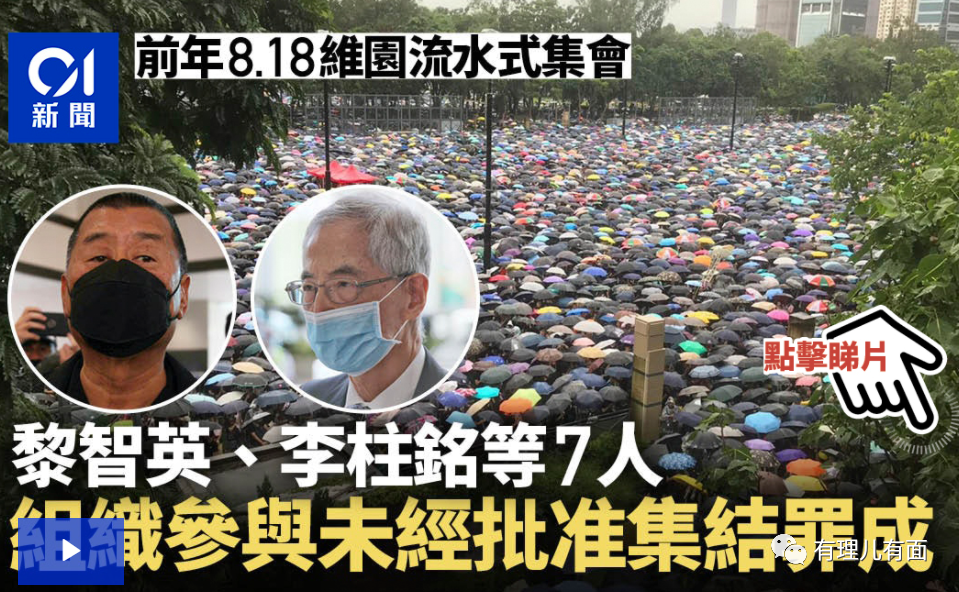 01
新聞
前年8.18維園流水式集會
點擊睇片
黎智英、李柱銘等7人
組織參與未經批准集結罪成
有理儿有面